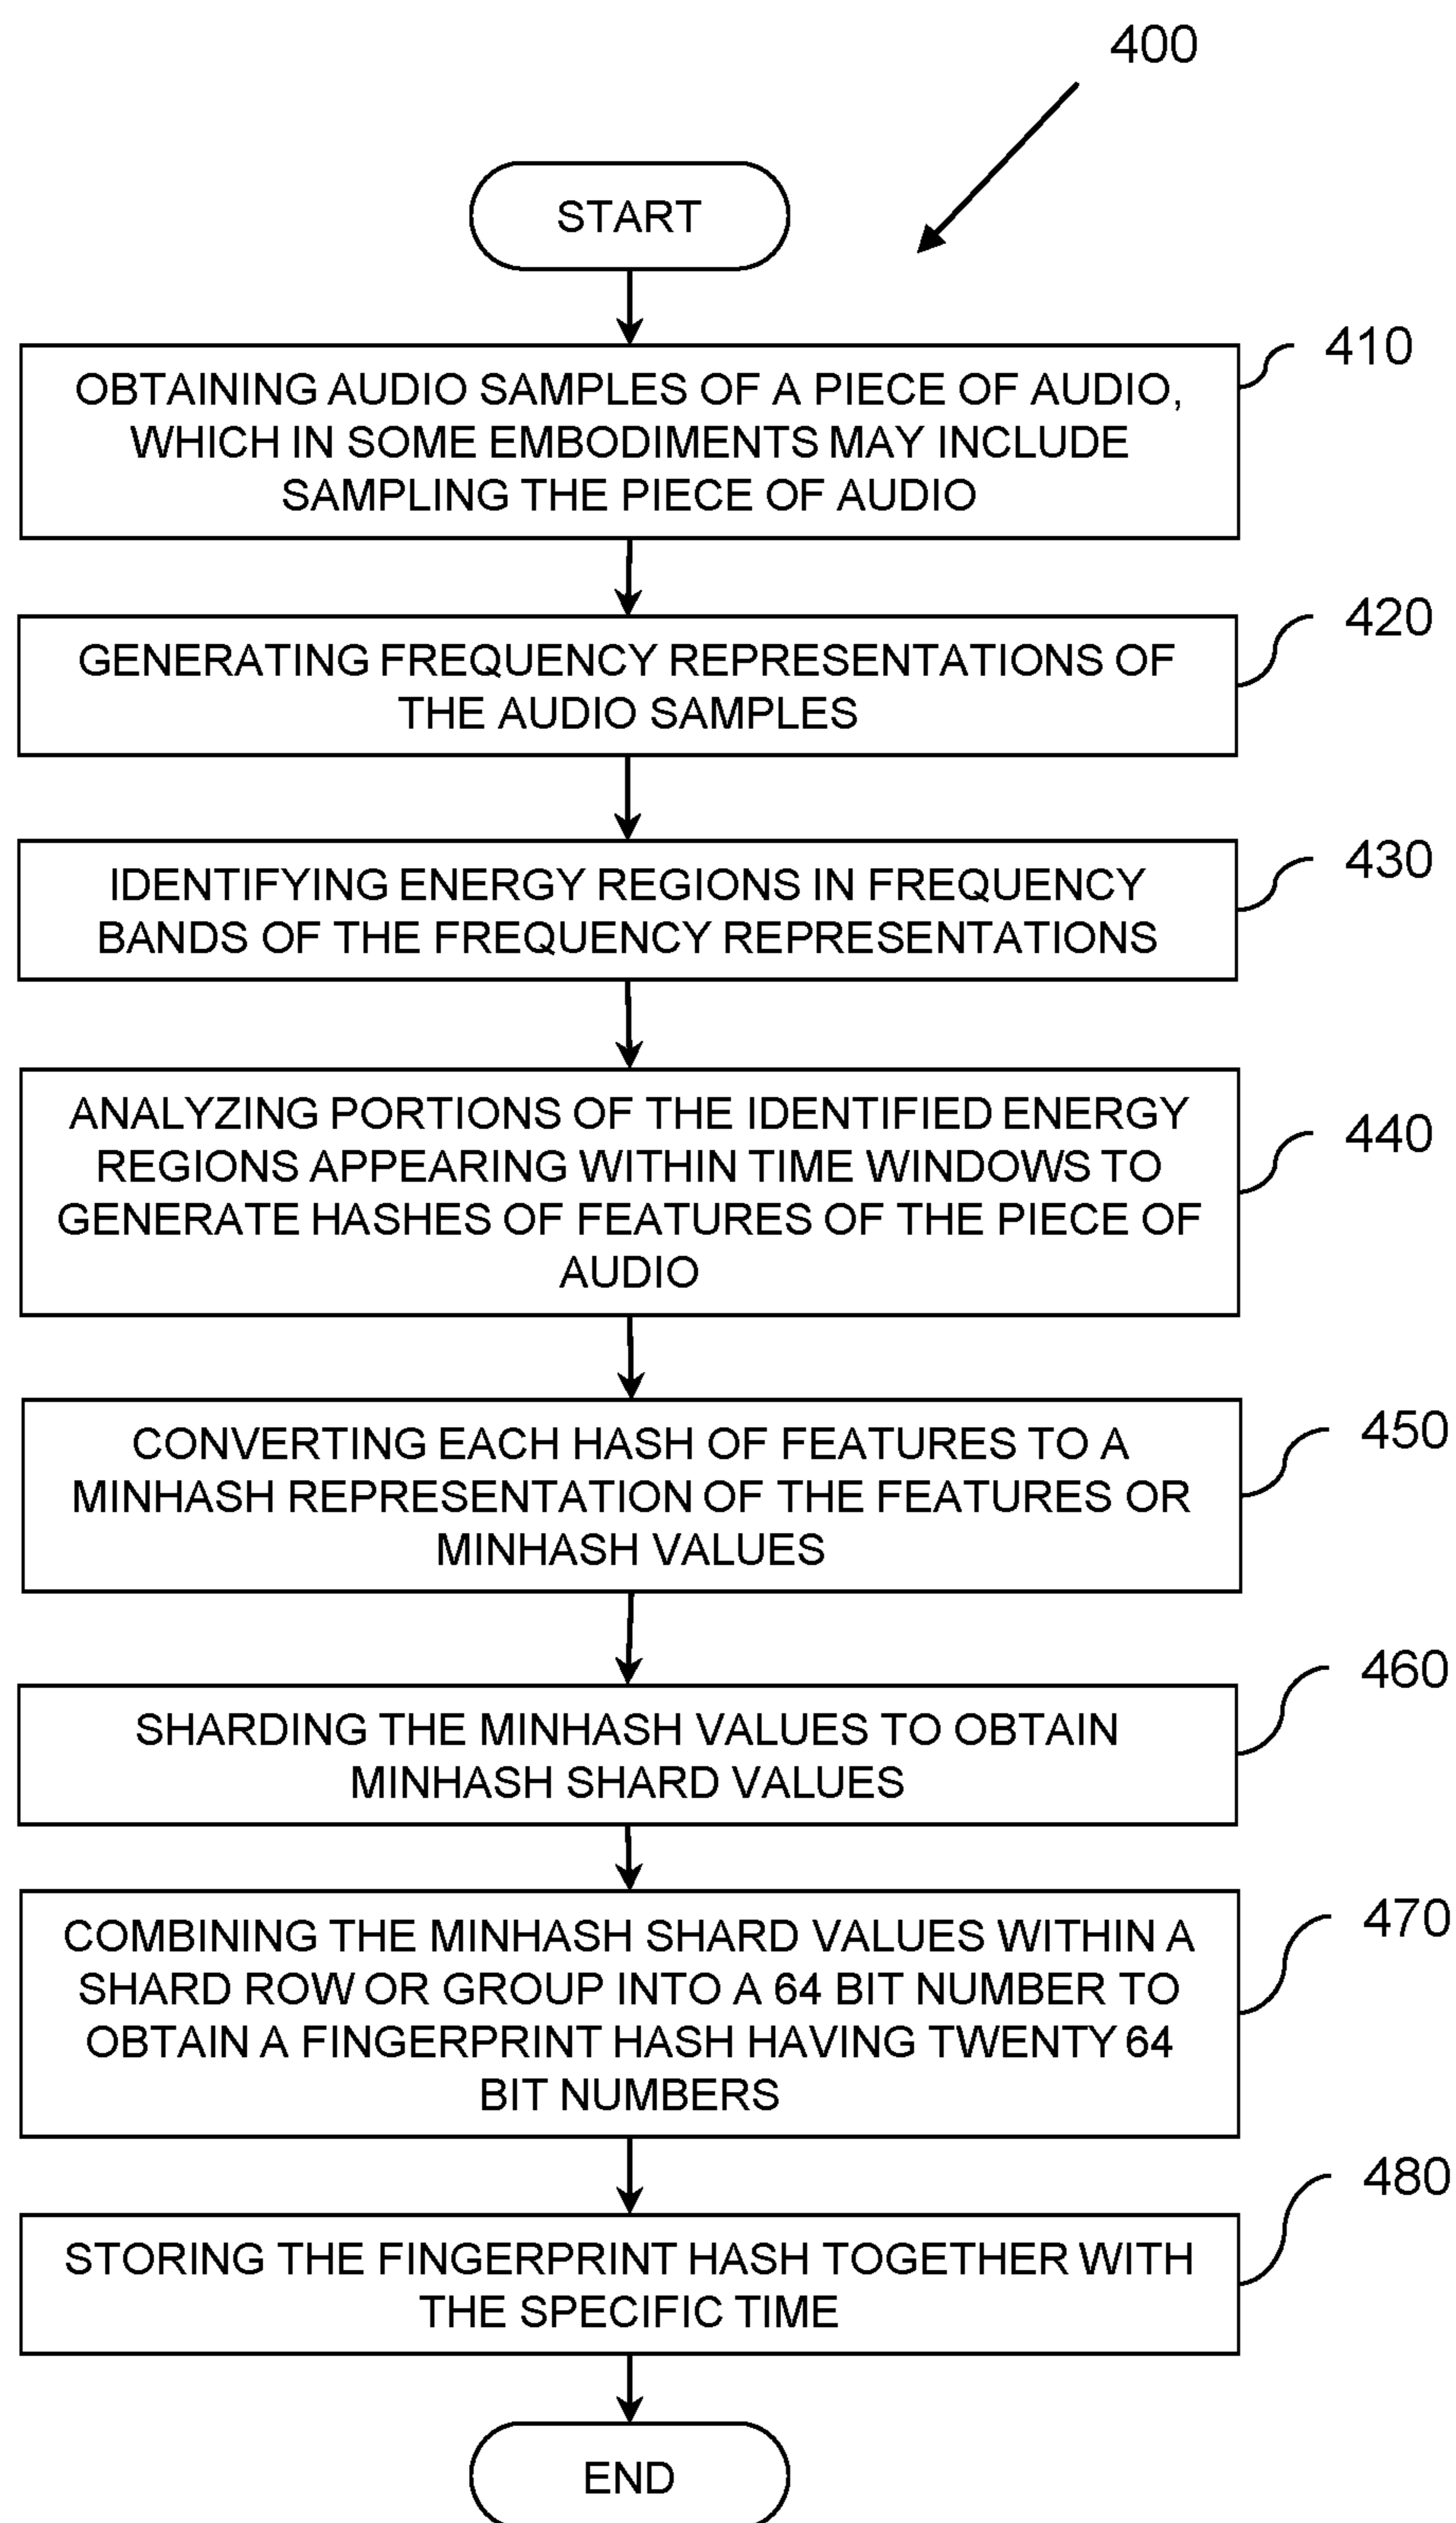 400
START
410
OBTAINING AUDIO SAMPLES OF A PIECE OF AUDIO,
WHICH IN SOME EMBODIMENTS MAY INCLUDE
SAMPLING THE PIECE OF AUDIO
420
GENERATING FREQUENCY REPRESENTATIONS OF
THE AUDIO SAMPLES
430
IDENTIFYING ENERGY REGIONS IN FREQUENCY
BANDS OF THE FREQUENCY REPRESENTATIONS
440
ANALYZING PORTIONS OF THE IDENTIFIED ENERGY
REGIONS APPEARING WITHIN TIME WINDOWS TO
GENERATE HASHES OF FEATURES OF THE PIECE OF
AUDIO
450
CONVERTING EACH HASH OF FEATURES TO A
MINHASH REPRESENTATION OF THE FEATURES OR
MINHASH VALUES
460
SHARDING THE MINHASH VALUES TO OBTAIN
MINHASH SHARD VALUES
470
COMBINING THE MINHASH SHARD VALUES WITHIN A
SHARD ROW OR GROUP INTO A 64 BIT NUMBER TO
OBTAIN A FINGERPRINT HASH HAVING TWENTY 64
BIT NUMBERS
480
STORING THE FINGERPRINT HASH TOGETHER WITH
THE SPECIFIC TIME
END